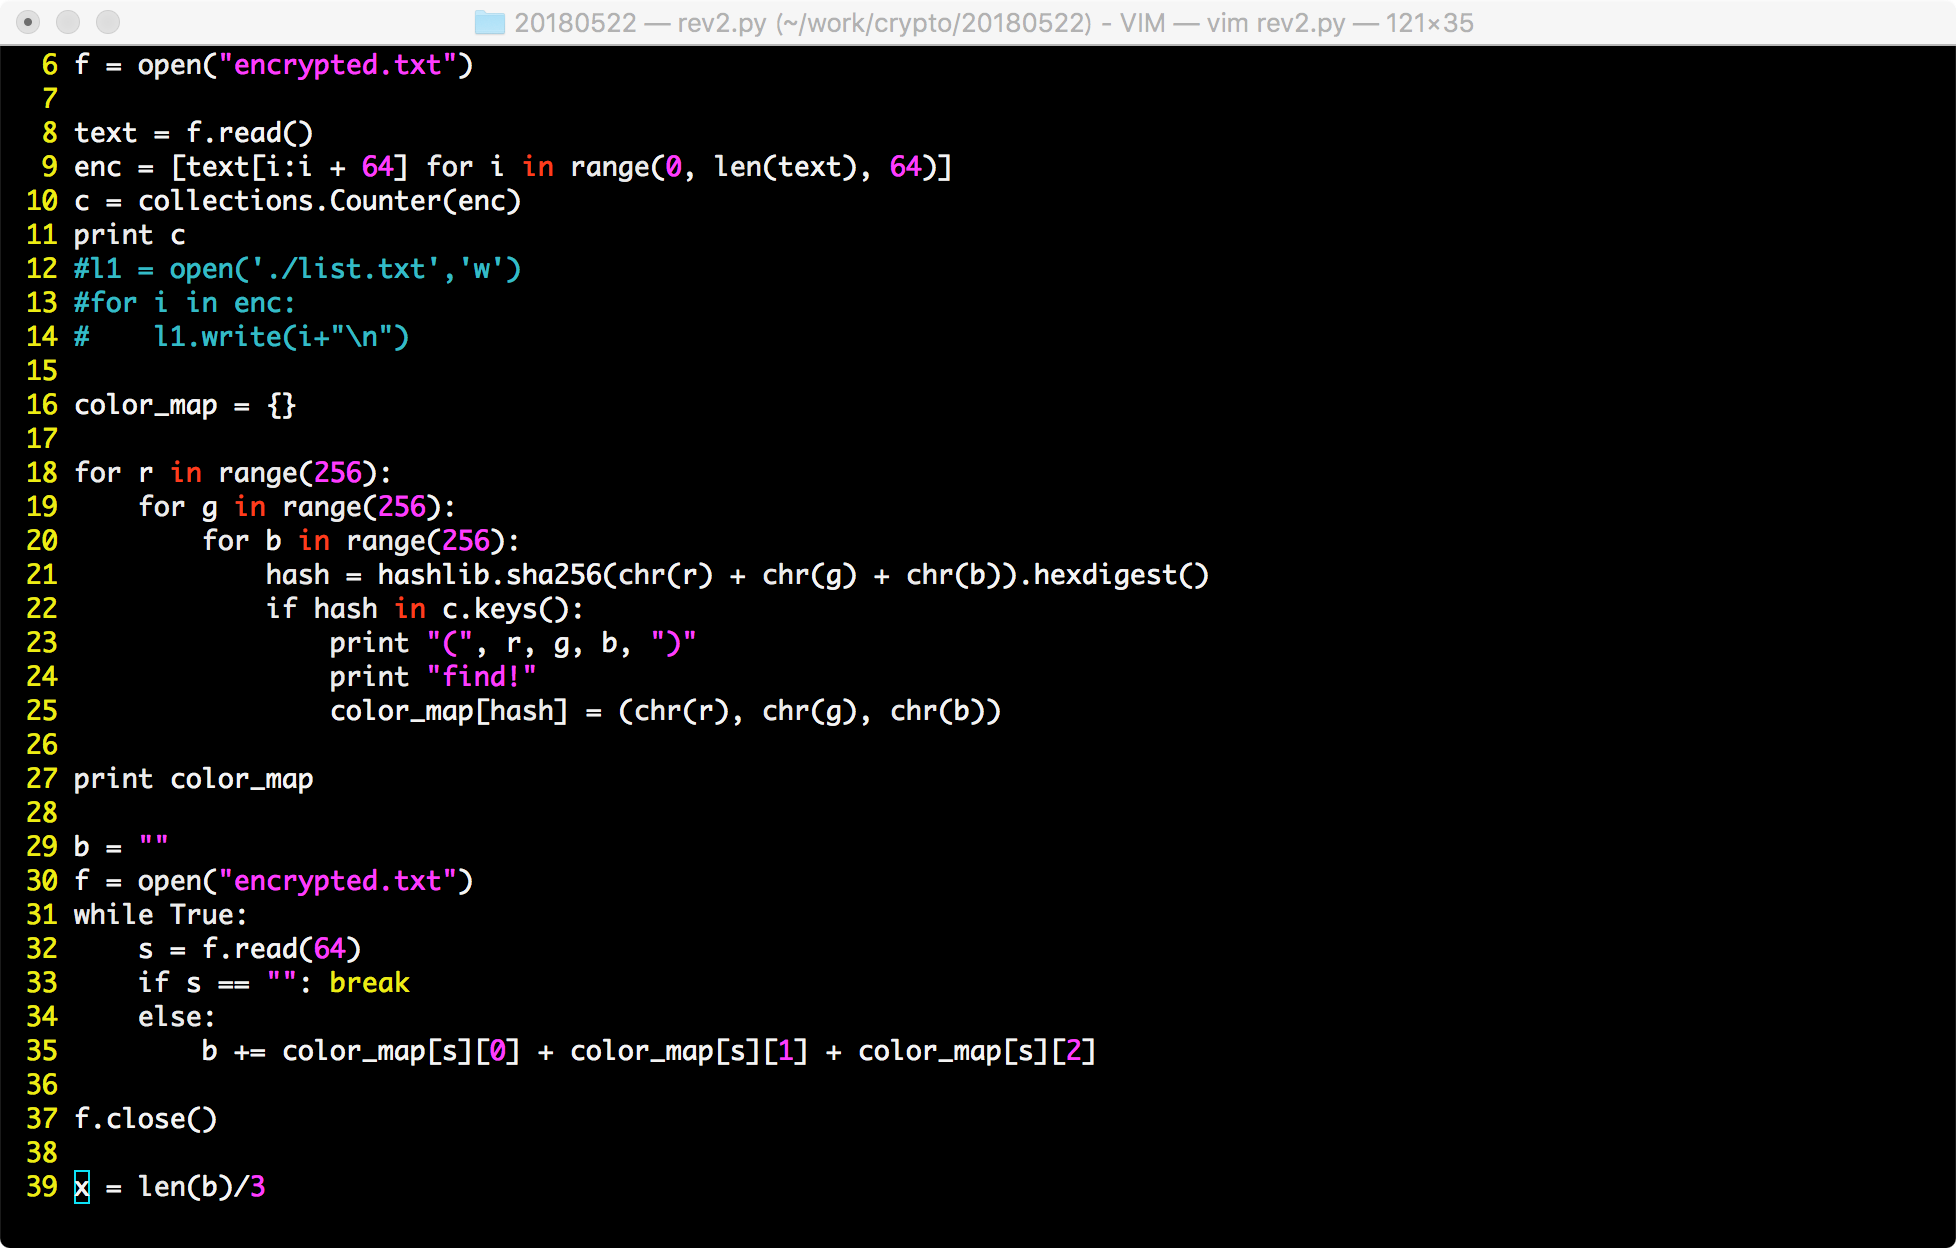 20180522 — rev2.py (~/work/crypto/20180522) - VIM — vim rev2.py — 121×35
6 f = open("encrypted.txt")
7
8 text = f.read()
9 enc = [text[i:i + 64] for i in range(0, len(text), 64)]
10 c = collections.Counter(enc)
11 print c
12 #l1 = open('./list.txt','w')
13 #for i in enc:
14 #    l1.write(i+"\n")
15
16 color_map = {}
17
18 for r in range(256):
19     for g in range(256):
20         for b in range(256):
21             hash = hashlib.sha256(chr(r) + chr(g) + chr(b)).hexdigest()
22             if hash in c.keys():
23                 print "(", r, g, b, ")"
24                 print "find!"
25                 color_map[hash] = (chr(r), chr(g), chr(b))
26
27 print color_map
28
29 b = ""
30 f = open("encrypted.txt")
31 while True:
32     s = f.read(64)
33     if s == "": break
34     else:
35         b += color_map[s][0] + color_map[s][1] + color_map[s][2]
36
37 f.close()
38
39 x = len(b)/3